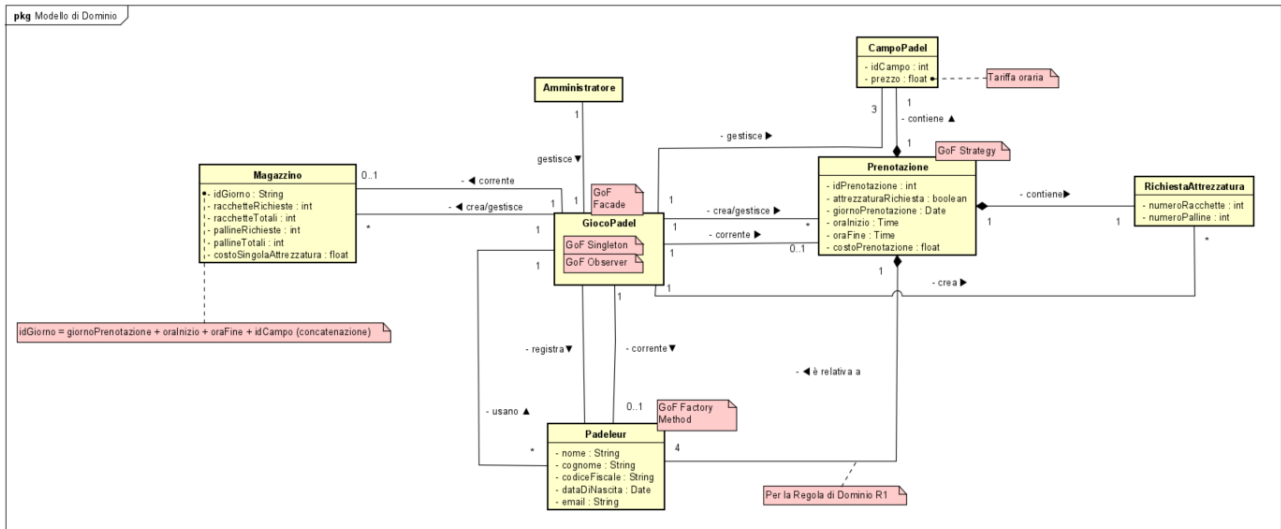 pkg Modello di Dominio
CampoPadel
- idCampo : int
- prezzo : float
Tariffa oraria
Amministratore
1
3
1
- contiene ▲
- gestisce ▶
1
GoF Strategy
gestisce ▼
Magazzino
- idGiorno : String
- racchetteRichieste : int
- racchetteTotali : int
- pallineRichieste : int
- pallineTotali : int
- costoSingolaAttrezzatura : float
0..1
- ◀ corrente
- ◀ crea/gestisce
*
1
1
1
GoF
Facade
GiocoPadel
GoF Singleton
GoF Observer
1
1
1
- crea/gestisce ▶
- corrente ▶
*
0..1
1
Prenotazione
- idPrenotazione : int
- attrezzaturaRichiesta : boolean
- giornoPrenotazione : Date
- oraInizio : Time
- oraFine : Time
- costoPrenotazione : float
- contiene▶
1
1
RichiestaAttrezzatura
- numeroRacchette : int
- numeroPalline : int
*
1
1
1
- crea ▶
idGiorno = giornoPrenotazione + oraInizio + oraFine + idCampo (concatenazione)
- registra▼
- corrente▼
- ◀ è relativa a
- usano ▲
0..1
GoF Factory
Method
*
4
Padeleur
- nome : String
- cognome : String
- codiceFiscale : String
- dataDiNascita : Date
- email : String
Per la Regola di Dominio R1